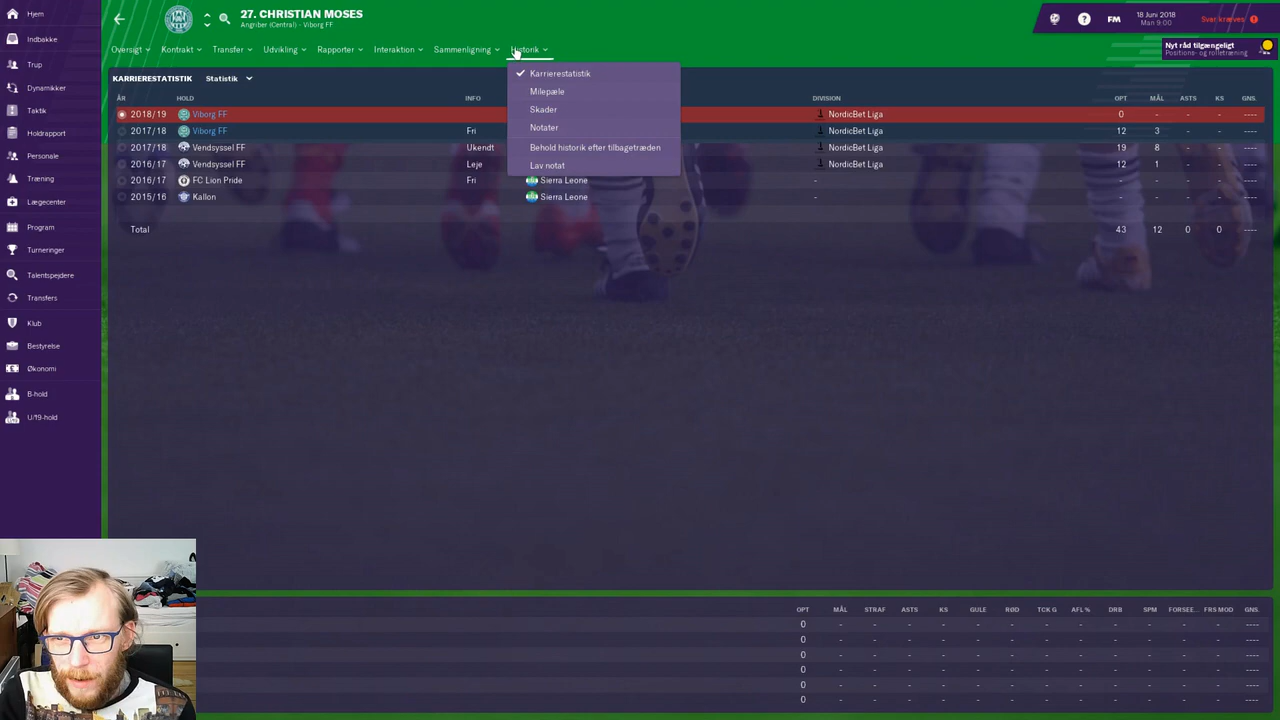 27. CHRISTIAN MOSES
Angriber (Central) - Viborg FF
FM
18 Juni 2018
Man 9:00
Svar kræves
Nyt råd tilgængeligt
Positions- og rolletræning
Oversigt Kontrakt Transfer Udvikling Rapporter Interaktion Sammenligning Historik
Hjem
Indbakke
Trup
Dynamikker
Taktik
Holdrapport
Personale
Træning
Lægecenter
Program
Turneringer
Talentspejdere
Transfers
Klub
Bestyrelse
Økonomi
B-hold
U/19-hold
KARRIERESTATISTIK Statistik
Karrierestatistik
Milepæle
Skader
Notater
Behold historik efter tilbagetræden
Lav notat
ÅR HOLD INFO DIVISION OPT MÅL ASTS KS GNS.
2018/19 Viborg FF NordicBet Liga 0 - - - ----
2017/18 Viborg FF Fri NordicBet Liga 12 3 - - ----
2017/18 Vendsyssel FF Ukendt NordicBet Liga 19 8 - - ----
2016/17 Vendsyssel FF Leje NordicBet Liga 12 1 - - ----
2016/17 FC Lion Pride Fri Sierra Leone - - - - - ----
2015/16 Kallon Sierra Leone - - - - - ----
Total 43 12 0 0 ----
OPT MÅL STRAF ASTS KS GULE RØD TCK G AFL % DRB SPM FORSEE... FRS MOD GNS.
0 - - - - - - - - - - - - ----
0 - - - - - - - - - - - - ----
0 - - - - - - - - - - - - ----
0 - - - - - - - - - - - - ----
0 - - - - - - - - - - - - ----
0 - - - - - - - - - - - - ----